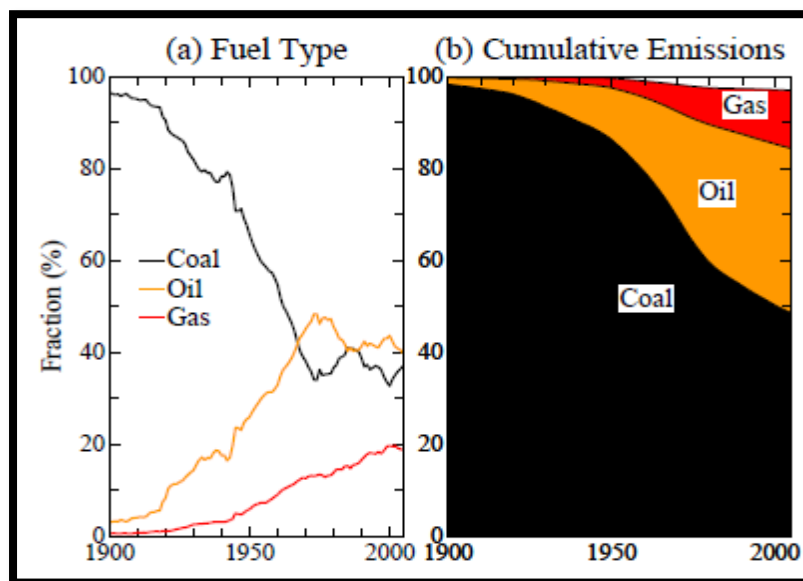 (a) Fuel Type
(b) Cumulative Emissions
Fraction (%)
100
80
60
40
20
0
Coal
Oil
Gas
1900
1950
2000
100
80
60
40
20
0
Gas
Oil
Coal
1900
1950
2000